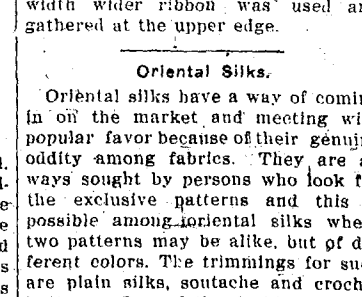 width wider ribbon was used a
gathered at the upper edge.
Oriental Silks.
Oriental silks have a way of comi
in on the market and meeting wi
popular favor because of their genui
oddity among fabrics. They are a
ways sought by persons who look f
the exclusive patterns and this
possible among oriental silks whe
two patterns may be alike, but of d
ferent colors. The trimmings for su
are plain silks, soutache and croch